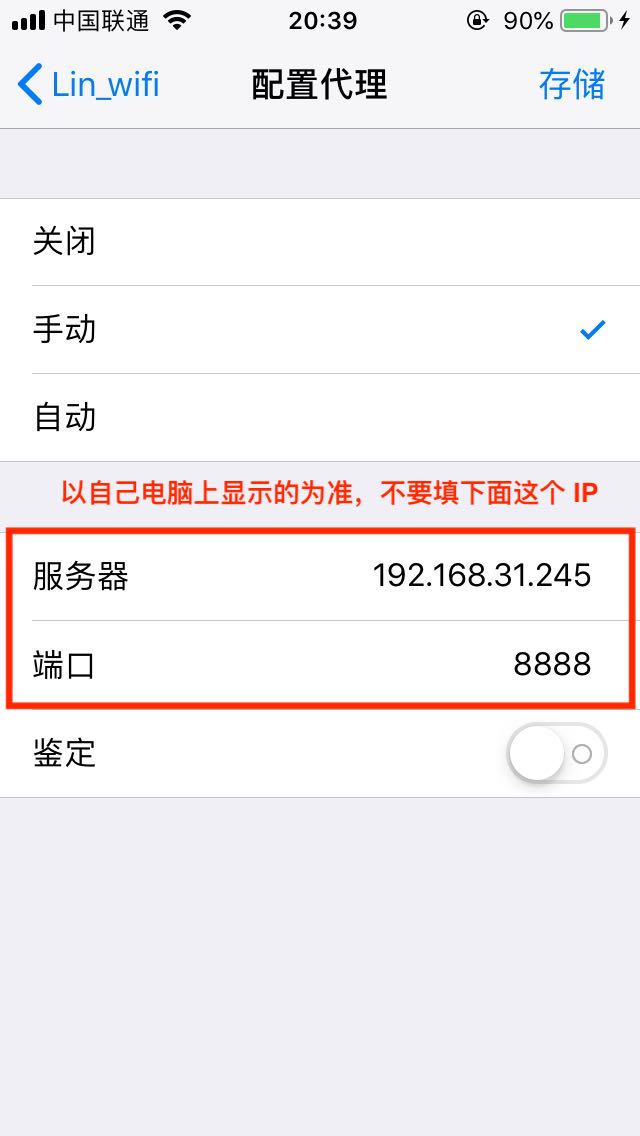 中国联通 20:39 90%
Lin_wifi 配置代理 存储
关闭
手动
自动
以自己电脑上显示的为准，不要填下面这个 IP
服务器 192.168.31.245
端口 8888
鉴定